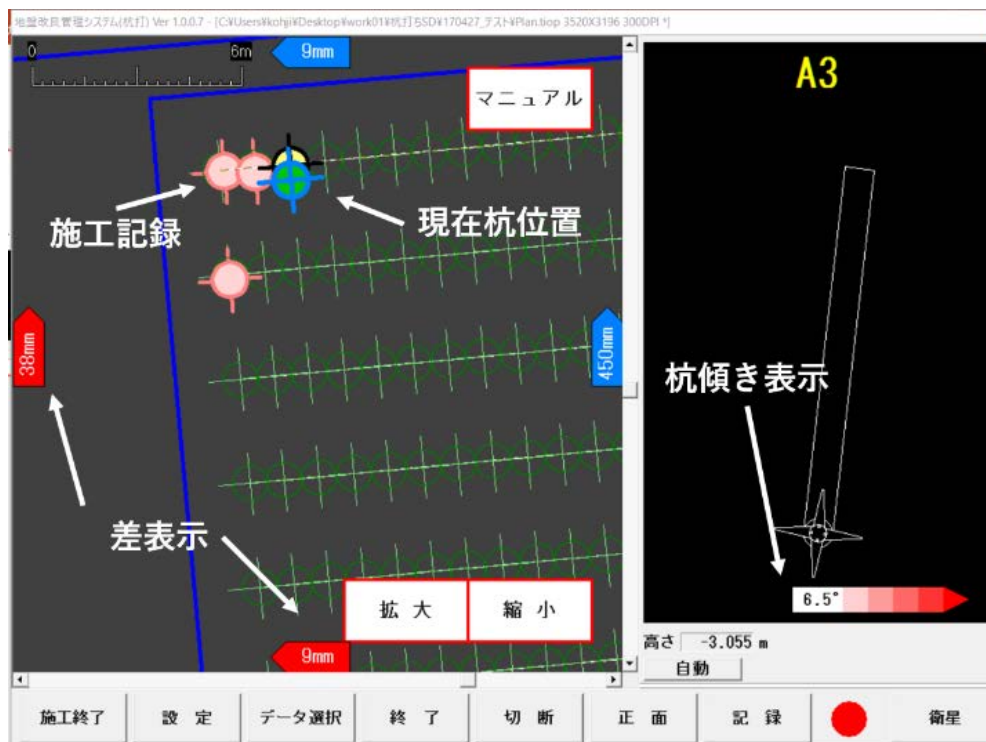 地盤改良管理システム(杭打) Ver 1.0.0.7 - [C:¥Users¥kohji¥Desktop¥work01¥杭打ちSD¥170427_テスト¥Plan.tiop 3520X3196 300DPI *]
0
6m
9mm
マニュアル
A3
施工記録
現在杭位置
38mm
450mm
杭傾き表示
差表示
拡 大
縮 小
6.5°
9mm
高さ -3.055 m
自動
施工終了
設 定
データ選択
終 了
切 断
正 面
記 録
衛星